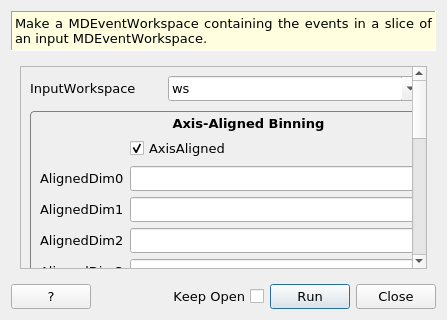 Make a MDEventWorkspace containing the events in a slice of
an input MDEventWorkspace.
InputWorkspace ws
Axis-Aligned Binning
AxisAligned
AlignedDim0
AlignedDim1
AlignedDim2
? Keep Open Run Close